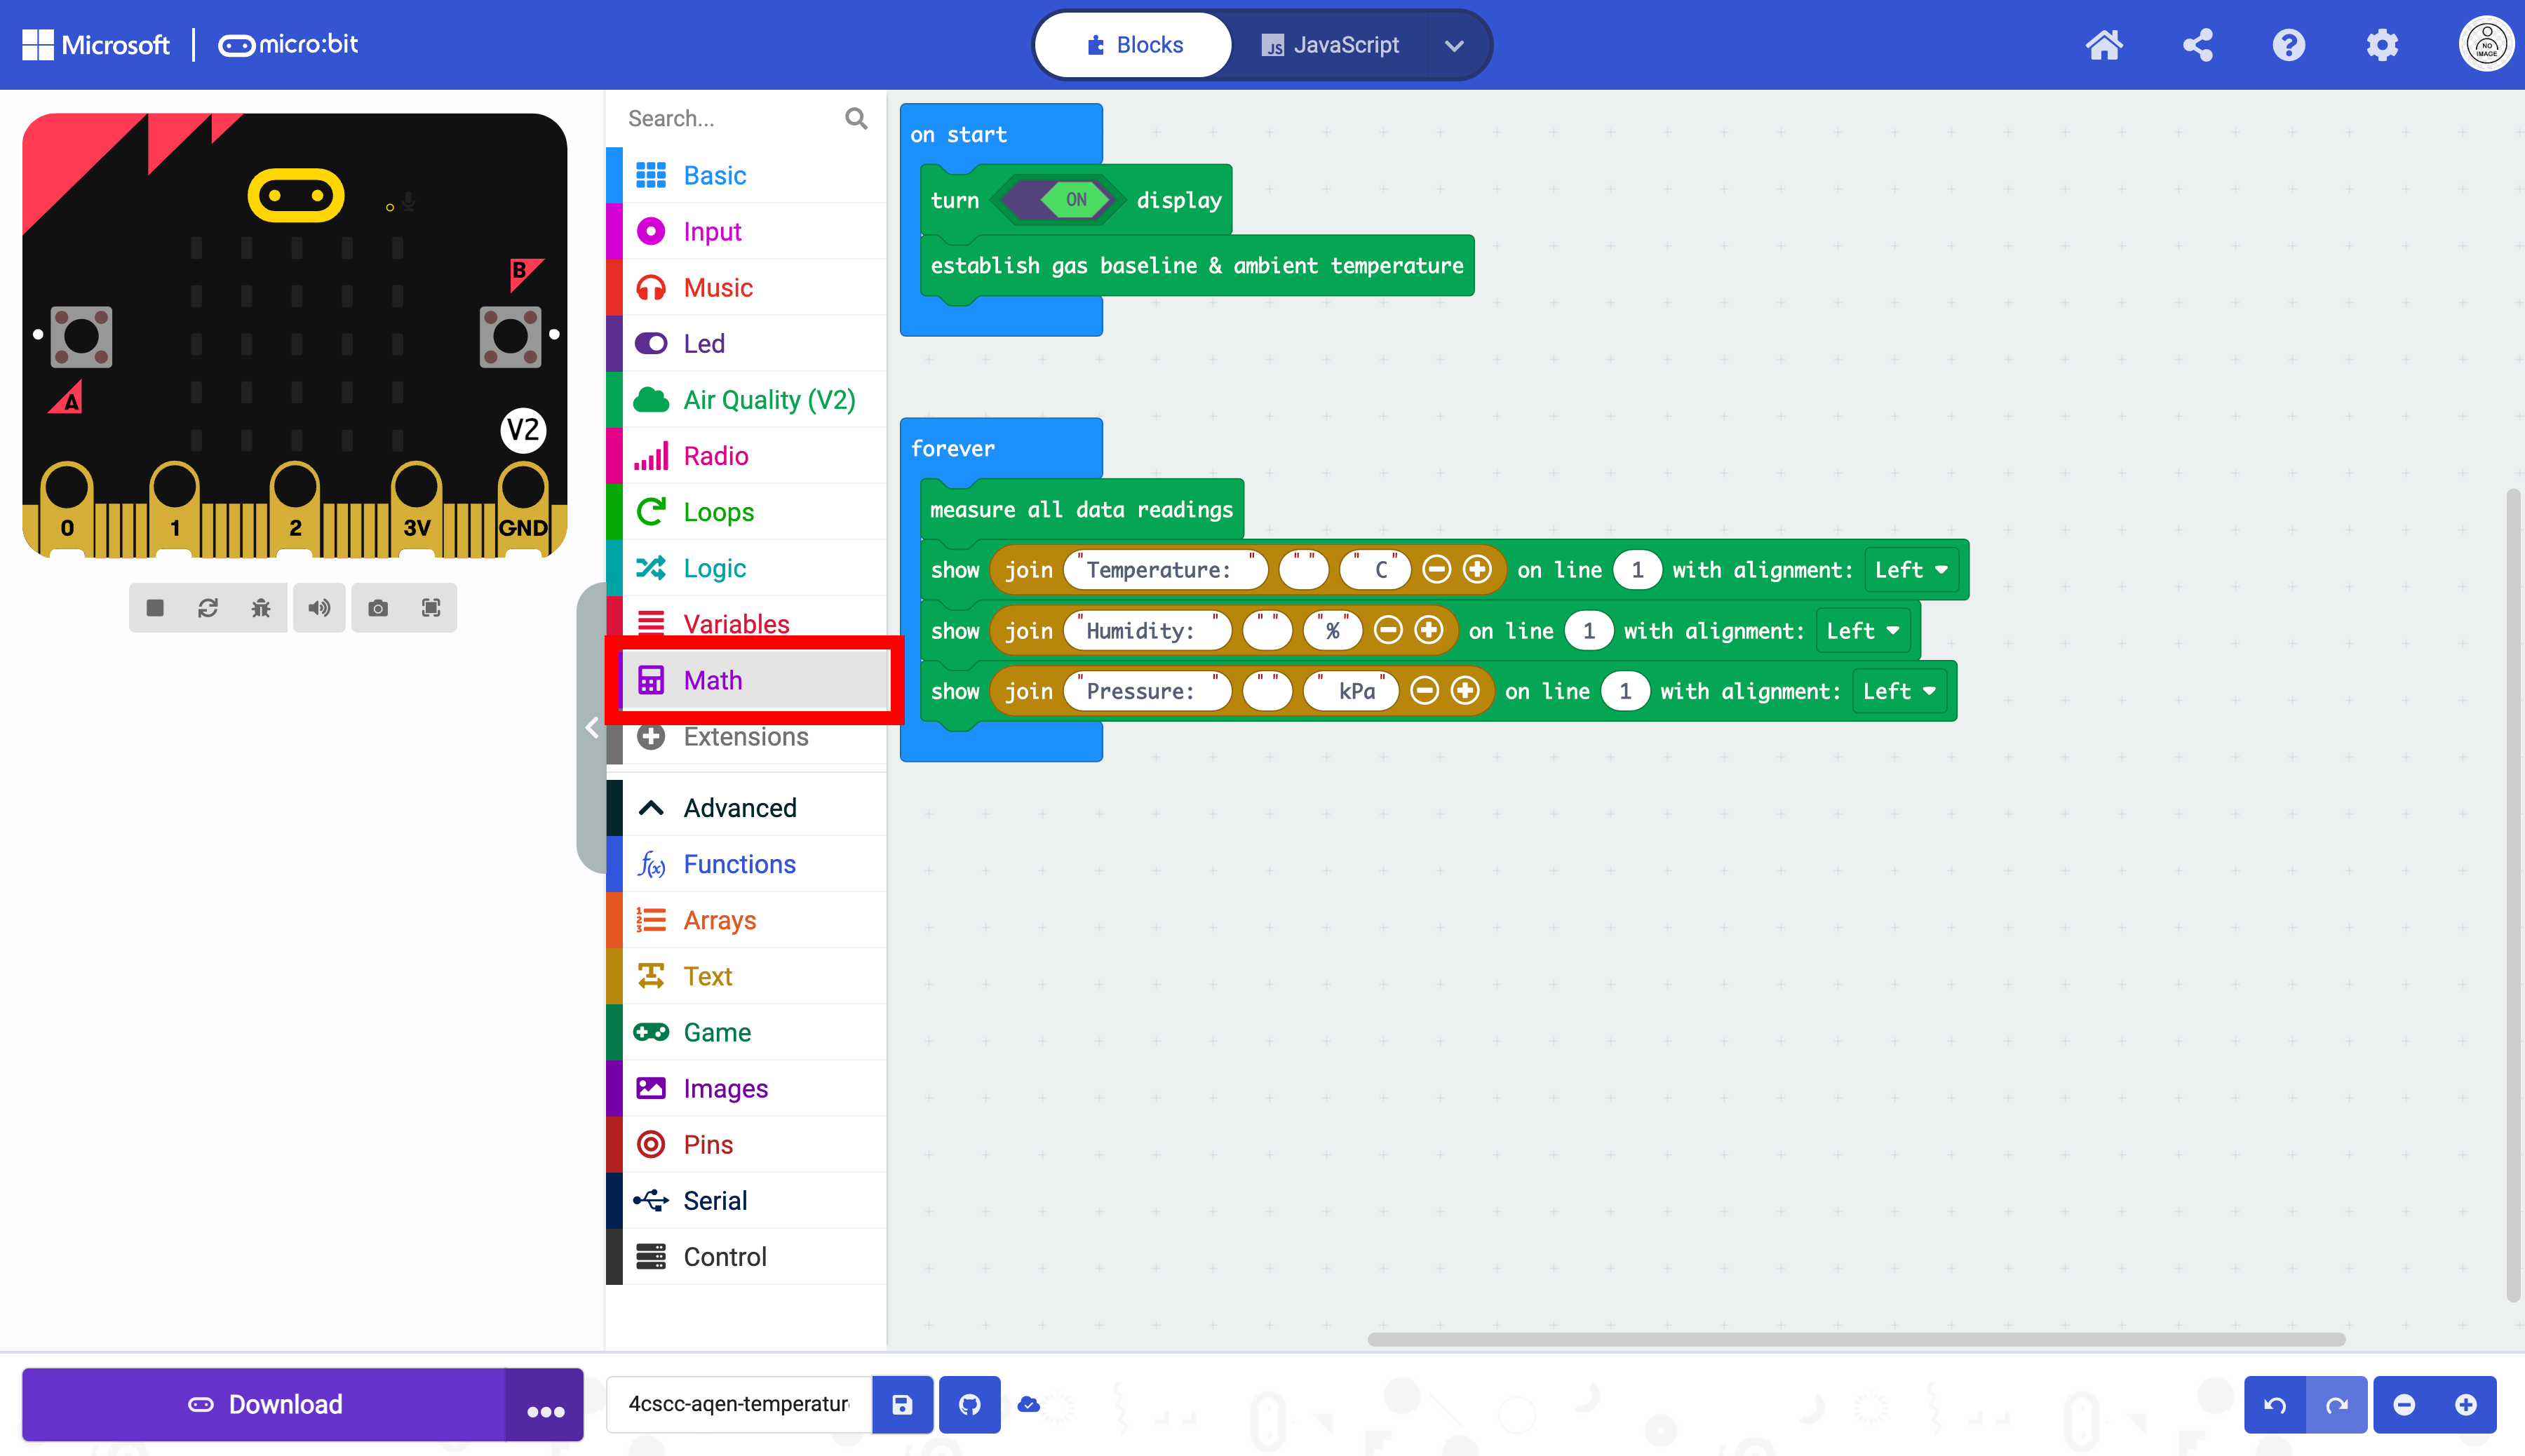 Microsoft | micro:bit
Blocks
JavaScript
NO
IMAGE
B
A
V2
0 1 2 3V GND
Search...
Basic
Input
Music
Led
Air Quality (V2)
Radio
Loops
Logic
Variables
Math
Extensions
Advanced
Functions
Arrays
Text
Game
Images
Pins
Serial
Control
on start
turn ON display
establish gas baseline & ambient temperature
forever
measure all data readings
show join "Temperature: " "" " C" on line 1 with alignment: Left
show join "Humidity: " "" "%" on line 1 with alignment: Left
show join "Pressure: " "" " kPa" on line 1 with alignment: Left
Download
4cscc-aqen-temperatur